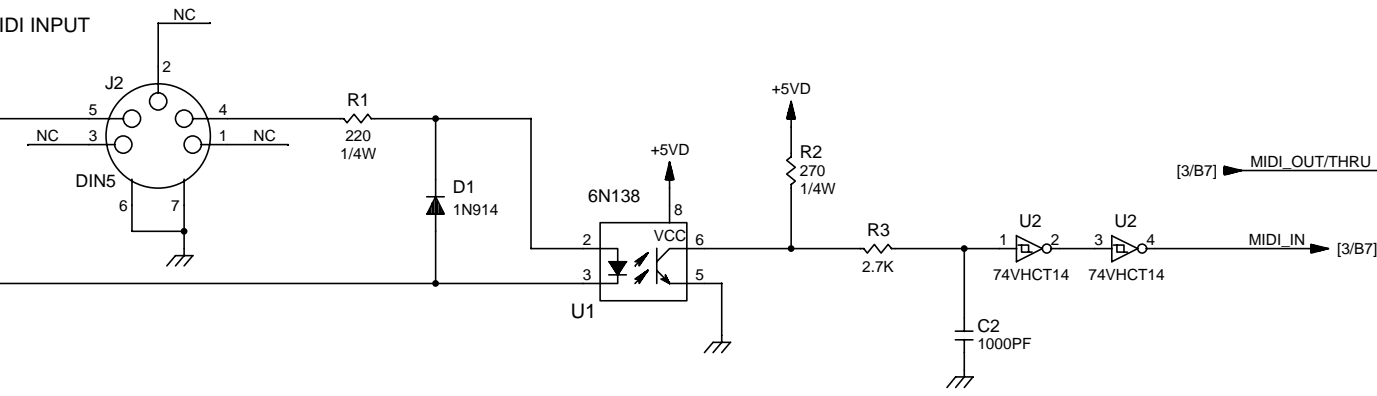 NC
IDI INPUT
2
J2
5
4
NC
3
1
NC
DIN5
6
7
R1
220
1/4W
D1
1N914
+5VD
6N138
8
VCC
2
6
3
5
U1
+5VD
R2
270
1/4W
R3
2.7K
C2
1000PF
U2
1
2
74VHCT14
U2
3
4
74VHCT14
[3/B7]
MIDI_OUT/THRU
MIDI_IN
[3/B7]